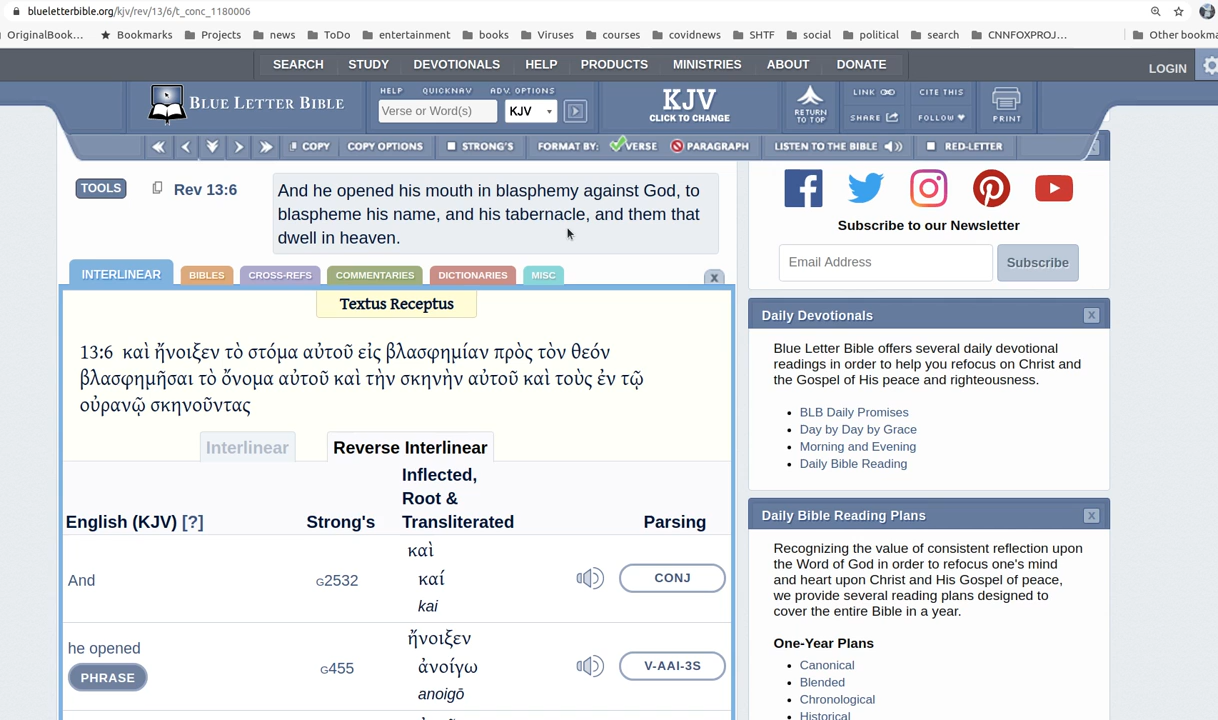 blueletterbible.org/kjv/rev/13/6/t_conc_1180006
OriginalBook… Bookmarks Projects news ToDo entertainment books Viruses courses covidnews SHTF social political search CNNFOXPROJ… Other bookma
SEARCH STUDY DEVOTIONALS HELP PRODUCTS MINISTRIES ABOUT DONATE LOGIN
BLUE LETTER BIBLE
HELP QUICKNAV ADV. OPTIONS
Verse or Word(s) KJV
KJV
CLICK TO CHANGE
RETURN
TO TOP
LINK CITE THIS
SHARE FOLLOW
PRINT
COPY COPY OPTIONS STRONG'S FORMAT BY: VERSE PARAGRAPH LISTEN TO THE BIBLE RED-LETTER
TOOLS Rev 13:6
And he opened his mouth in blasphemy against God, to
blaspheme his name, and his tabernacle, and them that
dwell in heaven.
INTERLINEAR BIBLES CROSS-REFS COMMENTARIES DICTIONARIES MISC X
Textus Receptus
13:6 καὶ ἤνοιξεν τὸ στόμα αὑτοῦ εἰς βλασφημίαν πρὸς τὸν θεόν
βλασφημῆσαι τὸ ὄνομα αὐτοῦ καὶ τὴν σκηνὴν αὐτοῦ καὶ τοὺς ἐν τῷ
οὐρανῷ σκηνοῦντας
Interlinear Reverse Interlinear
English (KJV) [?] Strong's Inflected,
Root &
Transliterated Parsing
And G2532 καὶ
καί
kai
CONJ
he opened
PHRASE
G455 ἤνοιξεν
ἀνοίγω
anoigō
V-AAI-3S
Subscribe to our Newsletter
Email Address Subscribe
Daily Devotionals X
Blue Letter Bible offers several daily devotional
readings in order to help you refocus on Christ and
the Gospel of His peace and righteousness.
BLB Daily Promises
Day by Day by Grace
Morning and Evening
Daily Bible Reading
Daily Bible Reading Plans X
Recognizing the value of consistent reflection upon
the Word of God in order to refocus one's mind
and heart upon Christ and His Gospel of peace,
we provide several reading plans designed to
cover the entire Bible in a year.
One-Year Plans
Canonical
Blended
Chronological
Historical